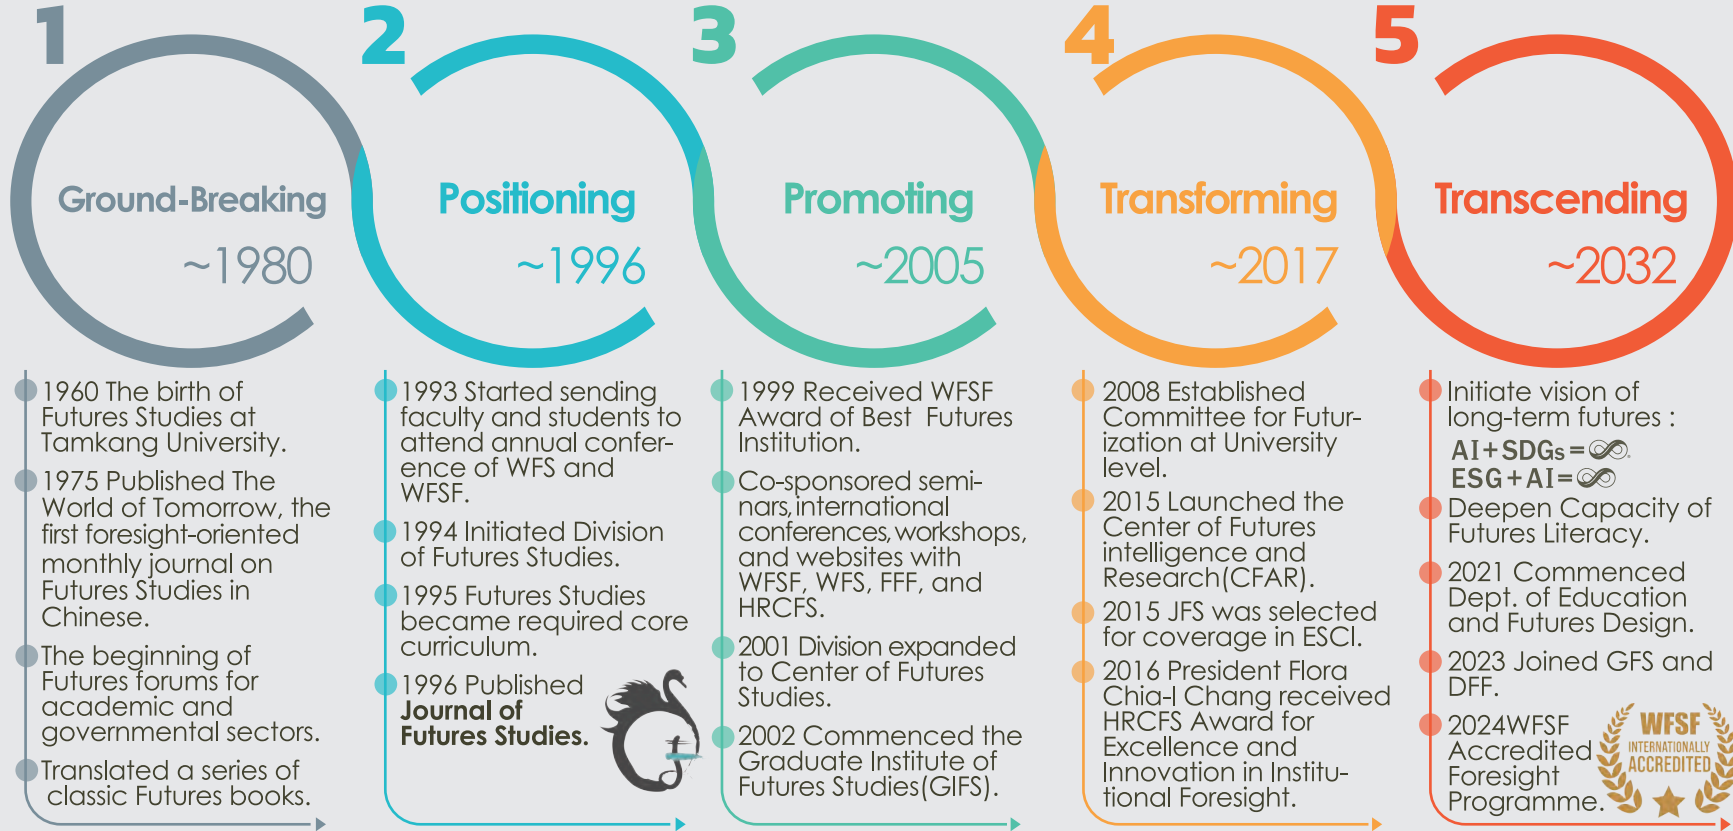 1
Ground-Breaking
~1980
1960 The birth of
Futures Studies at
Tamkang University.
1975 Published The
World of Tomorrow, the
first foresight-oriented
monthly journal on
Futures Studies in
Chinese.
The beginning of
Futures forums for
academic and
governmental sectors.
Translated a series of
classic Futures books.
2
Positioning
~1996
1993 Started sending
faculty and students to
attend annual confer-
ence of WFS and
WFSF.
1994 Initiated Division
of Futures Studies.
1995 Futures Studies
became required core
curriculum.
1996 Published
Journal of
Futures Studies.
3
Promoting
~2005
1999 Received WFSF
Award of Best Futures
Institution.
Co-sponsored semi-
nars,international
conferences,workshops,
and websites with
WFSF, WFS, FFF, and
HRCFS.
2001 Division expanded
to Center of Futures
Studies.
2002 Commenced the
Graduate Institute of
Futures Studies(GIFS).
4
Transforming
~2017
2008 Established
Committee for Futur-
ization at University
level.
2015 Launched the
Center of Futures
intelligence and
Research(CFAR).
2015 JFS was selected
for coverage in ESCI.
2016 President Flora
Chia-I Chang received
HRCFS Award for
Excellence and
Innovation in Institu-
tional Foresight.
5
Transcending
~2032
Initiate vision of
long-term futures :
AI+SDGs=∞
ESG+AI=∞
Deepen Capacity of
Futures Literacy.
2021 Commenced
Dept. of Education
and Futures Design.
2023 Joined GFS and
DFF.
2024WFSF
Accredited
Foresight
Programme.
WFSF
INTERNATIONALLY
ACCREDITED